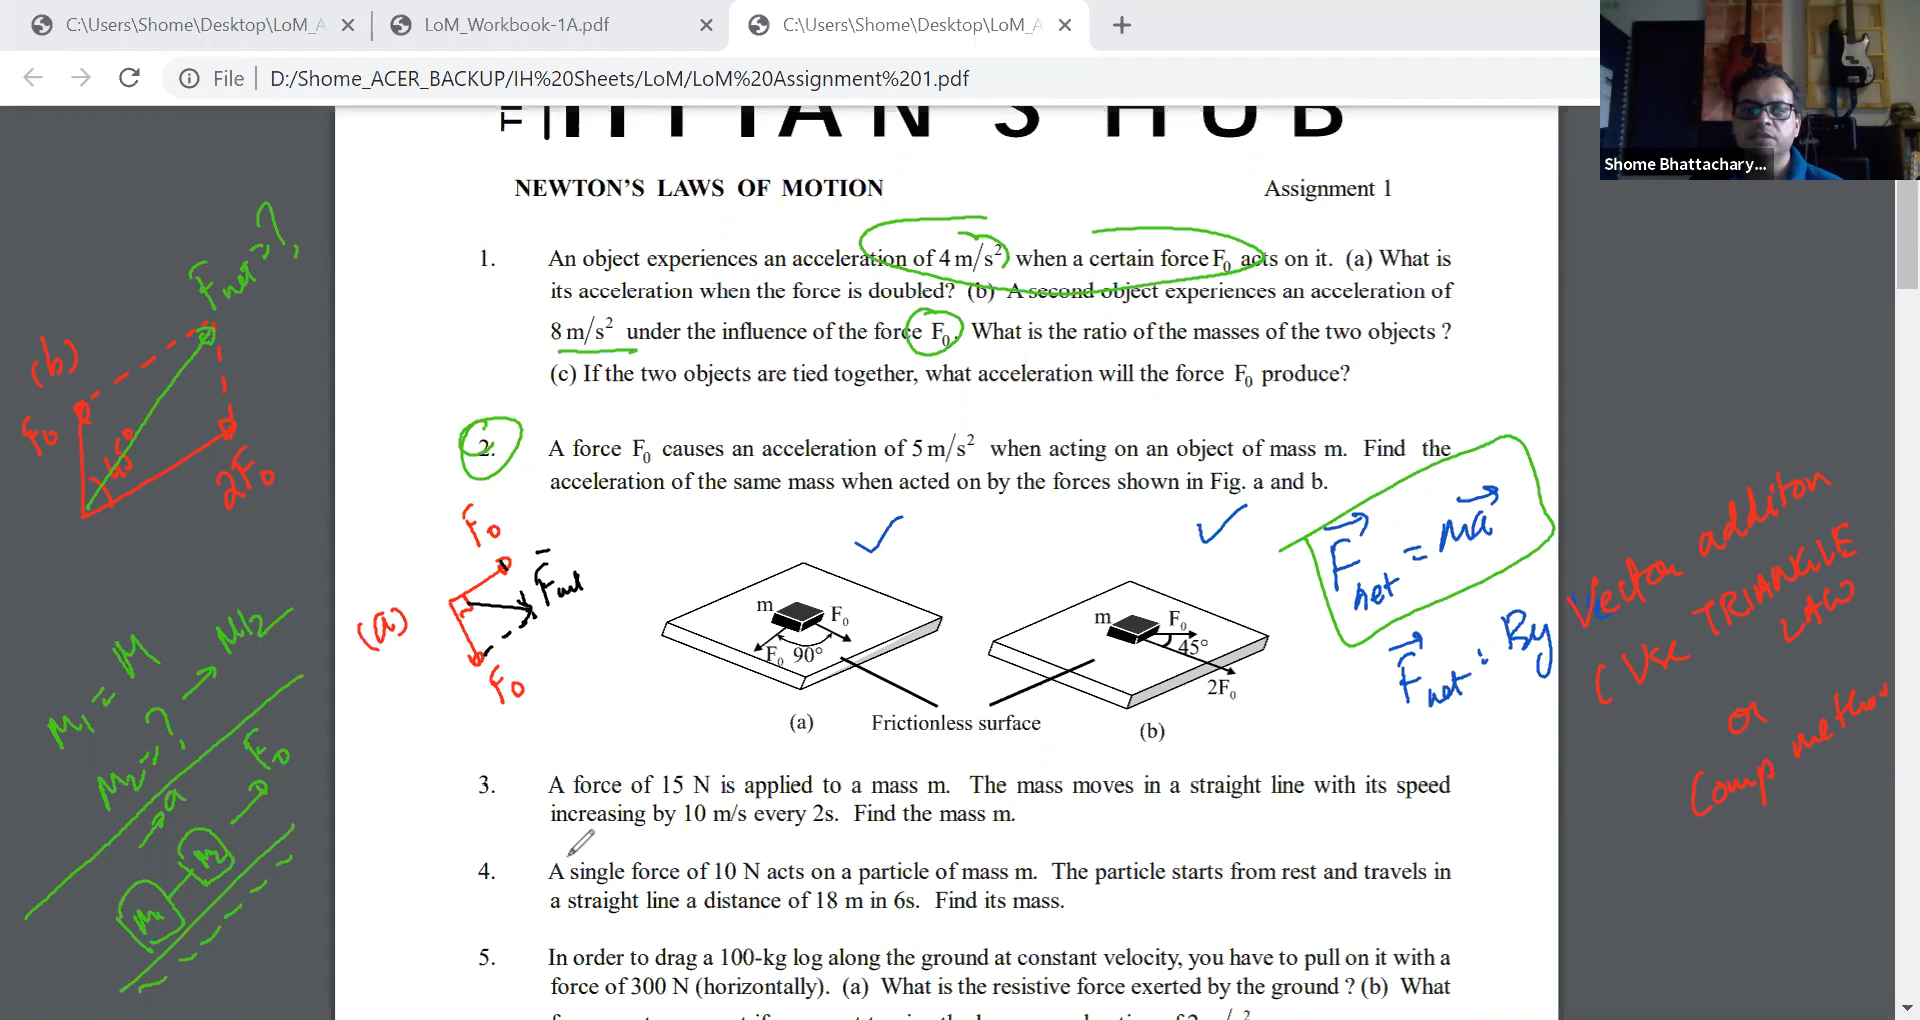 C:\Users\Shome\Desktop\LoM_A
LoM_Workbook-1A.pdf
C:\Users\Shome\Desktop\LoM_A
File
D:/Shome_ACER_BACKUP/IH%20Sheets/LoM/LoM%20Assignment%201.pdf
Shome Bhattachary...
IITIAN'S HUB
NEWTON'S LAWS OF MOTION Assignment 1
1. An object experiences an acceleration of 4 m/s² when a certain force F₀ acts on it. (a) What is
its acceleration when the force is doubled? (b) A second object experiences an acceleration of
8 m/s² under the influence of the force F₀. What is the ratio of the masses of the two objects ?
(c) If the two objects are tied together, what acceleration will the force F₀ produce?
2. A force F₀ causes an acceleration of 5 m/s² when acting on an object of mass m. Find the
acceleration of the same mass when acted on by the forces shown in Fig. a and b.
m F₀
F₀ 90°
(a)
Frictionless surface
m F₀
45°
2F₀
(b)
3. A force of 15 N is applied to a mass m. The mass moves in a straight line with its speed
increasing by 10 m/s every 2s. Find the mass m.
4. A single force of 10 N acts on a particle of mass m. The particle starts from rest and travels in
a straight line a distance of 18 m in 6s. Find its mass.
5. In order to drag a 100-kg log along the ground at constant velocity, you have to pull on it with a
force of 300 N (horizontally). (a) What is the resistive force exerted by the ground ? (b) What
Fnet = ?
(b)
F₀
45°
2F₀
(a)
F₀
F₀
Fnet
M₁ = M
M₂ = ? → M/2
a
F₀
M₂
M₁
Fnet = ma
Fnet : By
Vector additon
( Use TRIANGLE
LAW
or
Comp method